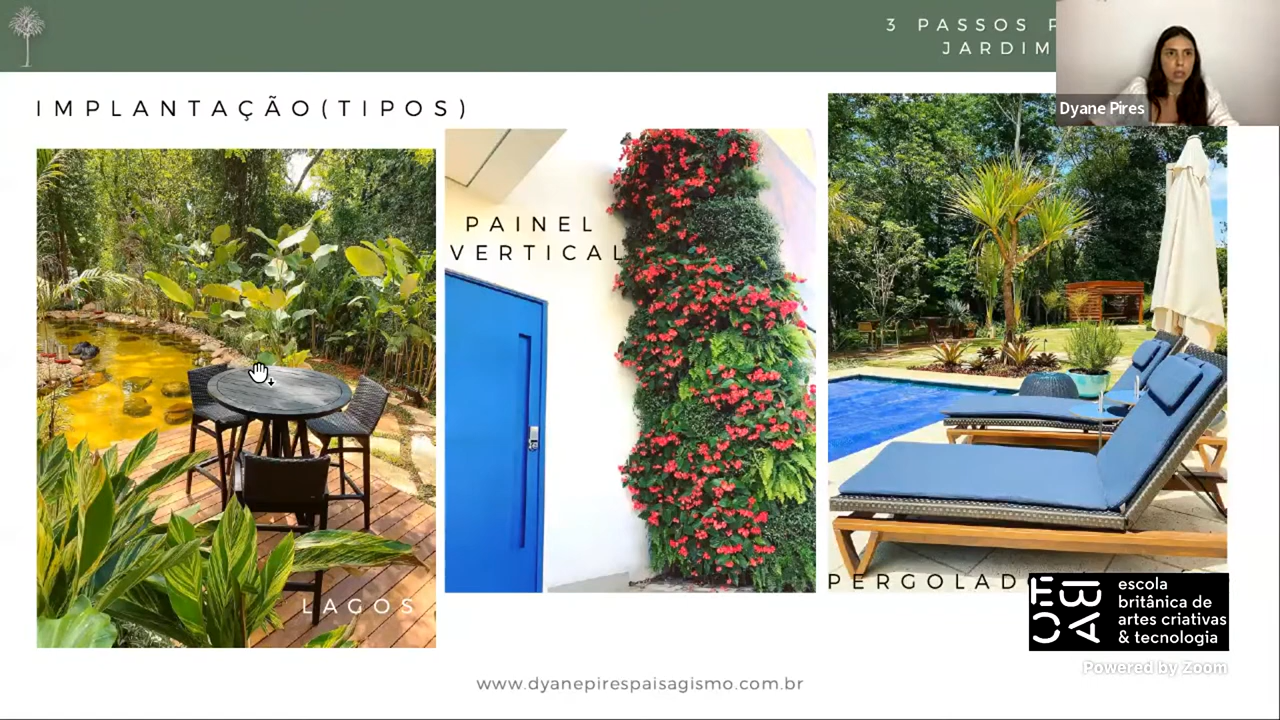 3 PASSOS
JARDIM
Dyane Pires
IMPLANTAÇÃO(TIPOS)
PAINEL
VERTICAL
LAGOS
PERGOLAD
EBAC
escola
britânica de
artes criativas
& tecnologia
Powered by Zoom
www.dyanepirespaisagismo.com.br